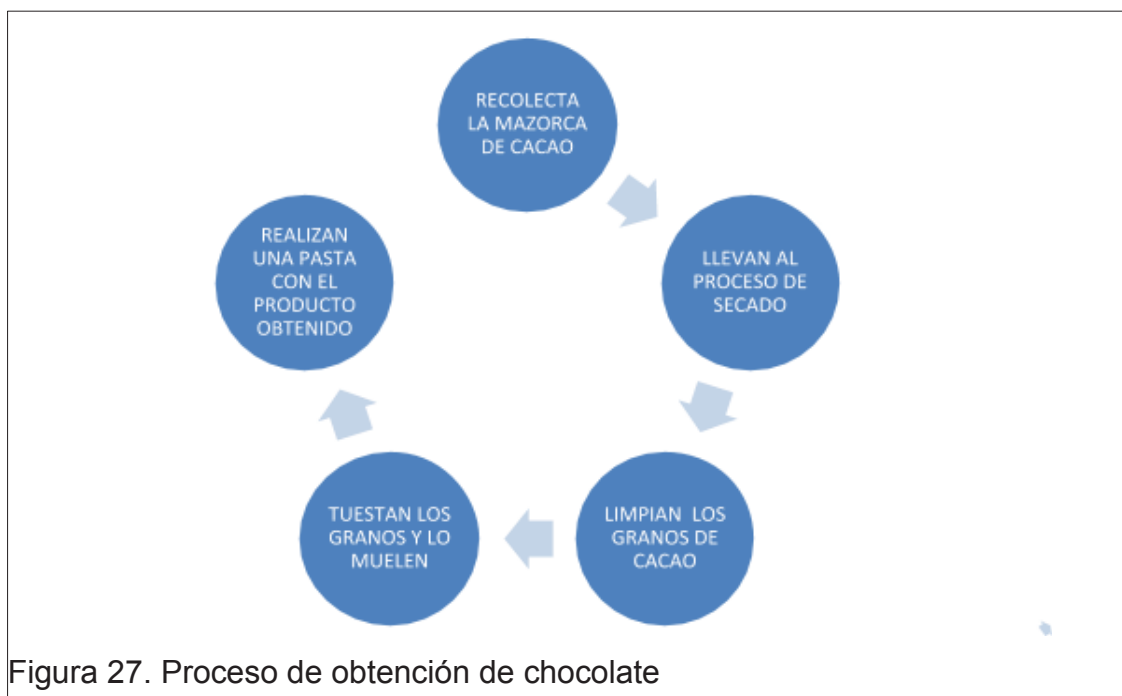 RECOLECTA
LA MAZORCA
DE CACAO
LLEVAN AL
PROCESO DE
SECADO
LIMPIAN LOS
GRANOS DE
CACAO
TUESTAN LOS
GRANOS Y LO
MUELEN
REALIZAN
UNA PASTA
CON EL
PRODUCTO
OBTENIDO
Figura 27. Proceso de obtención de chocolate